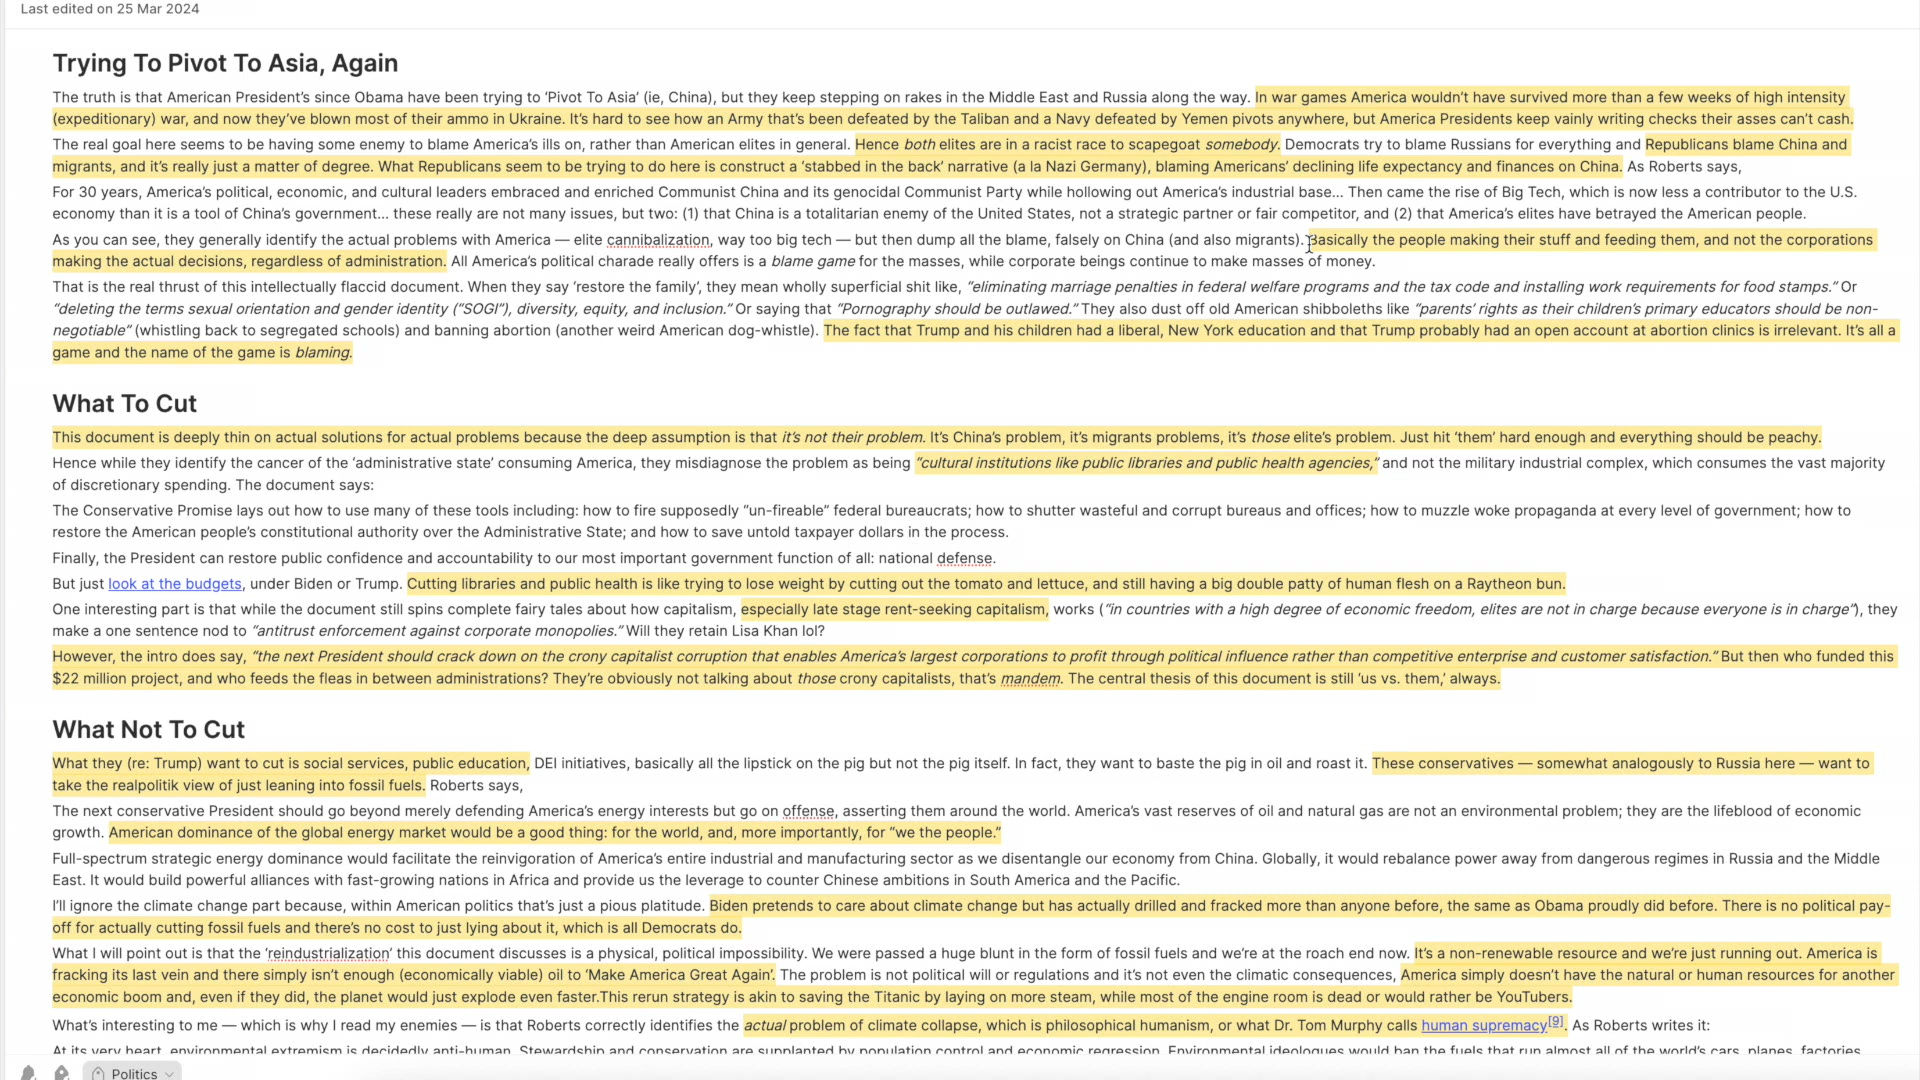 Last edited on 25 Mar 2024
Trying To Pivot To Asia, Again
The truth is that American President's since Obama have been trying to 'Pivot To Asia' (ie, China), but they keep stepping on rakes in the Middle East and Russia along the way. In war games America wouldn't have survived more than a few weeks of high intensity
(expeditionary) war, and now they've blown most of their ammo in Ukraine. It's hard to see how an Army that's been defeated by the Taliban and a Navy defeated by Yemen pivots anywhere, but America Presidents keep vainly writing checks their asses can't cash.
The real goal here seems to be having some enemy to blame America's ills on, rather than American elites in general. Hence both elites are in a racist race to scapegoat somebody. Democrats try to blame Russians for everything and Republicans blame China and
migrants, and it's really just a matter of degree. What Republicans seem to be trying to do here is construct a 'stabbed in the back' narrative (a la Nazi Germany), blaming Americans' declining life expectancy and finances on China. As Roberts says,
For 30 years, America's political, economic, and cultural leaders embraced and enriched Communist China and its genocidal Communist Party while hollowing out America's industrial base... Then came the rise of Big Tech, which is now less a contributor to the U.S.
economy than it is a tool of China's government... these really are not many issues, but two: (1) that China is a totalitarian enemy of the United States, not a strategic partner or fair competitor, and (2) that America's elites have betrayed the American people.
As you can see, they generally identify the actual problems with America — elite cannibalization, way too big tech — but then dump all the blame, falsely on China (and also migrants). Basically the people making their stuff and feeding them, and not the corporations
making the actual decisions, regardless of administration. All America's political charade really offers is a blame game for the masses, while corporate beings continue to make masses of money.
That is the real thrust of this intellectually flaccid document. When they say 'restore the family', they mean wholly superficial shit like, "eliminating marriage penalties in federal welfare programs and the tax code and installing work requirements for food stamps." Or
"deleting the terms sexual orientation and gender identity ("SOGI"), diversity, equity, and inclusion." Or saying that "Pornography should be outlawed." They also dust off old American shibboleths like "parents' rights as their children's primary educators should be non-
negotiable" (whistling back to segregated schools) and banning abortion (another weird American dog-whistle). The fact that Trump and his children had a liberal, New York education and that Trump probably had an open account at abortion clinics is irrelevant. It's all a
game and the name of the game is blaming.
What To Cut
This document is deeply thin on actual solutions for actual problems because the deep assumption is that it's not their problem. It's China's problem, it's migrants problems, it's those elite's problem. Just hit 'them' hard enough and everything should be peachy.
Hence while they identify the cancer of the 'administrative state' consuming America, they misdiagnose the problem as being "cultural institutions like public libraries and public health agencies," and not the military industrial complex, which consumes the vast majority
of discretionary spending. The document says:
The Conservative Promise lays out how to use many of these tools including: how to fire supposedly "un-fireable" federal bureaucrats; how to shutter wasteful and corrupt bureaus and offices; how to muzzle woke propaganda at every level of government; how to
restore the American people's constitutional authority over the Administrative State; and how to save untold taxpayer dollars in the process.
Finally, the President can restore public confidence and accountability to our most important government function of all: national defense.
But just look at the budgets, under Biden or Trump. Cutting libraries and public health is like trying to lose weight by cutting out the tomato and lettuce, and still having a big double patty of human flesh on a Raytheon bun.
One interesting part is that while the document still spins complete fairy tales about how capitalism, especially late stage rent-seeking capitalism, works ("in countries with a high degree of economic freedom, elites are not in charge because everyone is in charge"), they
make a one sentence nod to "antitrust enforcement against corporate monopolies." Will they retain Lisa Khan lol?
However, the intro does say, "the next President should crack down on the crony capitalist corruption that enables America's largest corporations to profit through political influence rather than competitive enterprise and customer satisfaction." But then who funded this
$22 million project, and who feeds the fleas in between administrations? They're obviously not talking about those crony capitalists, that's mandem. The central thesis of this document is still 'us vs. them,' always.
What Not To Cut
What they (re: Trump) want to cut is social services, public education, DEI initiatives, basically all the lipstick on the pig but not the pig itself. In fact, they want to baste the pig in oil and roast it. These conservatives — somewhat analogously to Russia here — want to
take the realpolitik view of just leaning into fossil fuels. Roberts says,
The next conservative President should go beyond merely defending America's energy interests but go on offense, asserting them around the world. America's vast reserves of oil and natural gas are not an environmental problem; they are the lifeblood of economic
growth. American dominance of the global energy market would be a good thing: for the world, and, more importantly, for "we the people."
Full-spectrum strategic energy dominance would facilitate the reinvigoration of America's entire industrial and manufacturing sector as we disentangle our economy from China. Globally, it would rebalance power away from dangerous regimes in Russia and the Middle
East. It would build powerful alliances with fast-growing nations in Africa and provide us the leverage to counter Chinese ambitions in South America and the Pacific.
I'll ignore the climate change part because, within American politics that's just a pious platitude. Biden pretends to care about climate change but has actually drilled and fracked more than anyone before, the same as Obama proudly did before. There is no political pay-
off for actually cutting fossil fuels and there's no cost to just lying about it, which is all Democrats do.
What I will point out is that the 'reindustrialization' this document discusses is a physical, political impossibility. We were passed a huge blunt in the form of fossil fuels and we're at the roach end now. It's a non-renewable resource and we're just running out. America is
fracking its last vein and there simply isn't enough (economically viable) oil to 'Make America Great Again'. The problem is not political will or regulations and it's not even the climatic consequences, America simply doesn't have the natural or human resources for another
economic boom and, even if they did, the planet would just explode even faster.This rerun strategy is akin to saving the Titanic by laying on more steam, while most of the engine room is dead or would rather be YouTubers.
What's interesting to me — which is why I read my enemies — is that Roberts correctly identifies the actual problem of climate collapse, which is philosophical humanism, or what Dr. Tom Murphy calls human supremacy[9]. As Roberts writes it:
At its very heart, environmental extremism is decidedly anti-human. Stewardship and conservation are supplanted by population control and economic regression. Environmental ideologues would ban the fuels that run almost all of the world's cars, planes, factories,
Politics